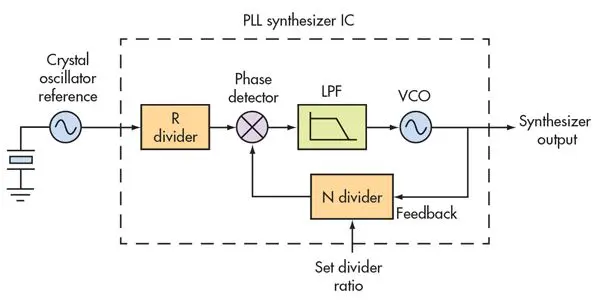 PLL synthesizer IC
Crystal
oscillator
reference
Phase
detector
LPF
VCO
R
divider
Synthesizer
output
N divider
Feedback
Set divider
ratio